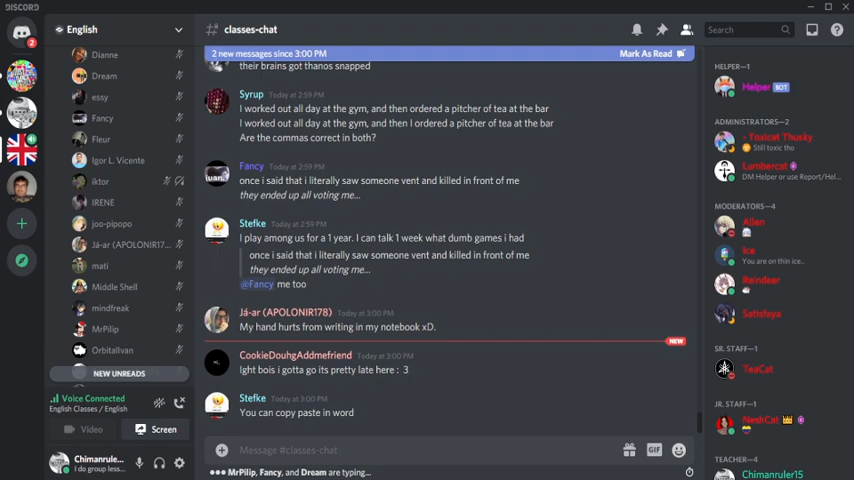 DISCORD
English
classes-chat
Search
2 new messages since 3:00 PM
Mark As Read
Dianne
Dream
essy
Fancy
Fleur
Igor L. Vicente
iktor
IRENE
joo-pipopo
Já-ar (APOLONIR17...
mati
Middle Shell
mindfreak
MrPilip
OrbitalIvan
NEW UNREADS
Voice Connected
English Classes / English
Video
Screen
Chimanruler...
I do group less...
their brains got thanos snapped
Syrup Today at 2:59 PM
I worked out all day at the gym, and then ordered a pitcher of tea at the bar
I worked out all day at the gym, and then I ordered a pitcher of tea at the bar
Are the commas correct in both?
Fancy Today at 2:59 PM
once i said that i literally saw someone vent and killed in front of me
they ended up all voting me...
Stefke Today at 2:59 PM
I play among us for a 1 year. I can talk 1 week what dumb games i had
once i said that i literally saw someone vent and killed in front of me
they ended up all voting me...
@Fancy me too
Já-ar (APOLONIR178) Today at 3:00 PM
My hand hurts from writing in my notebook xD.
NEW
CookieDouhgAddmefriend Today at 3:00 PM
Ight bois i gotta go its pretty late here : 3
Stefke Today at 3:00 PM
You can copy paste in word
Message #classes-chat
GIF
MrPilip, Fancy, and Dream are typing...
HELPER—1
Helper BOT
ADMINISTRATORS—2
- Toxicat Thusky
Still toxic tho
Lambercat
DM Helper or use Report/Hel...
MODERATORS—4
Allen
Ice
You are on thin ice..
Reindeer
Satisfaya
SR. STAFF—1
TeaCat
JR. STAFF—1
NeshCat
TEACHER—4
Chimanruler15
2